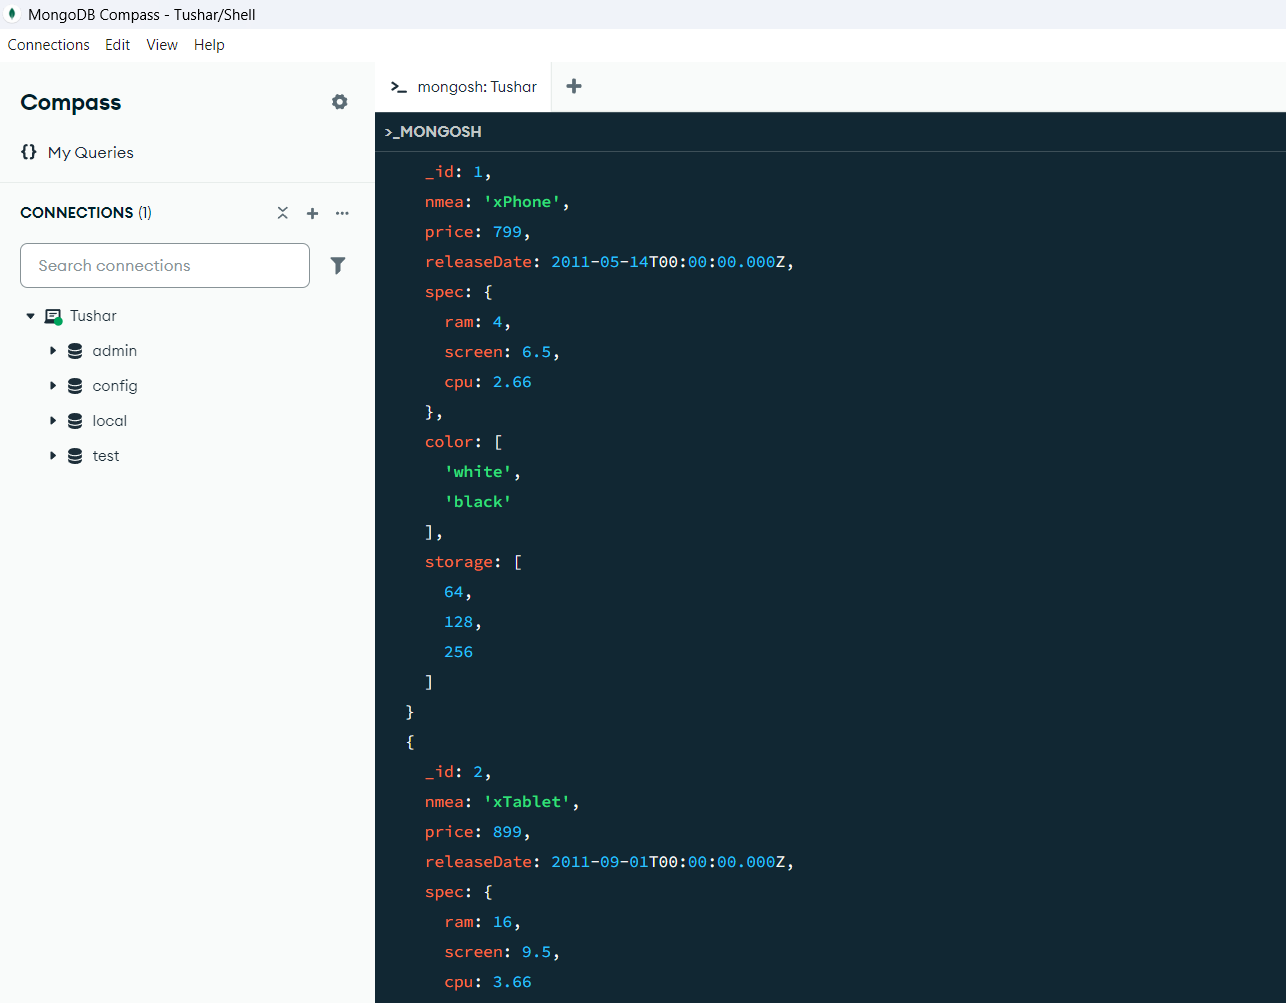 MongoDB Compass - Tushar/Shell
Connections Edit View Help
Compass
{} My Queries
CONNECTIONS (1)
Search connections
Tushar
admin
config
local
test
>_ mongosh: Tushar
>_MONGOSH
_id: 1,
nmea: 'xPhone',
price: 799,
releaseDate: 2011-05-14T00:00:00.000Z,
spec: {
ram: 4,
screen: 6.5,
cpu: 2.66
},
color: [
'white',
'black'
],
storage: [
64,
128,
256
]
}
{
_id: 2,
nmea: 'xTablet',
price: 899,
releaseDate: 2011-09-01T00:00:00.000Z,
spec: {
ram: 16,
screen: 9.5,
cpu: 3.66